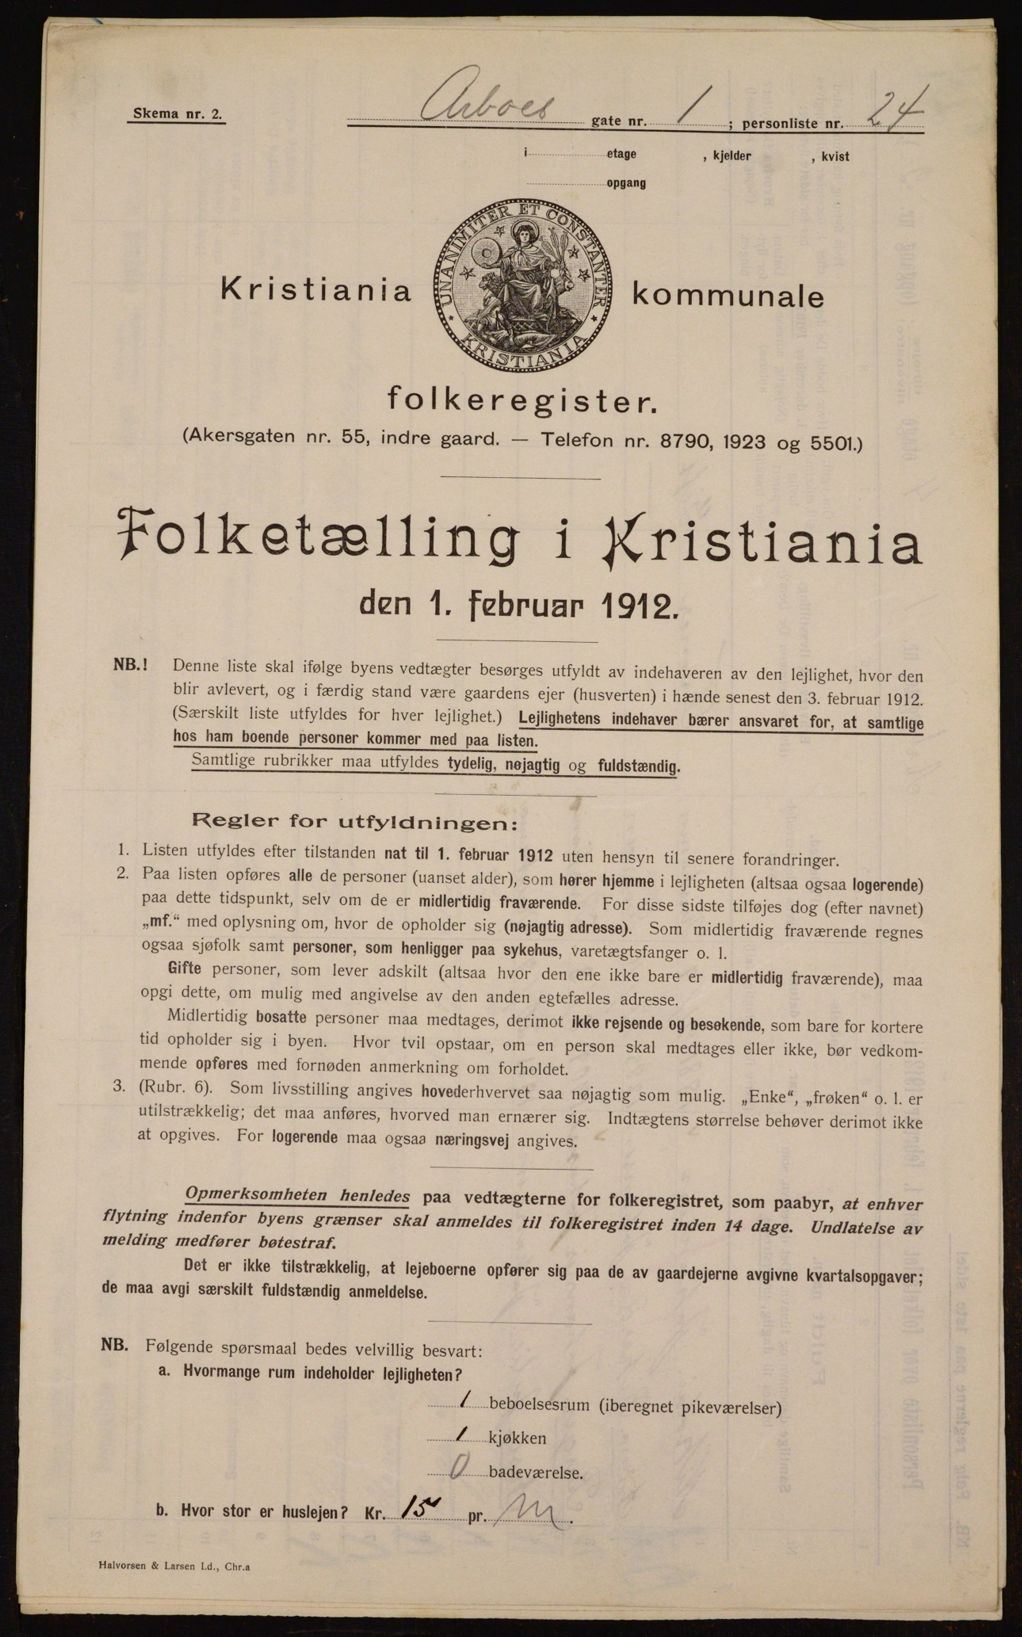 Skema nr. 2.
Arboes gate nr. 1 ; personliste nr. 24
i etage , kjelder , kvist
opgang
UNANIMITER ET CONSTANTER
KRISTIANIA
Kristiania kommunale
folkeregister.
(Akersgaten nr. 55, indre gaard. — Telefon nr. 8790, 1923 og 5501.)
Folketælling i Kristiania
den 1. februar 1912.
NB.! Denne liste skal ifølge byens vedtægter besørges utfyldt av indehaveren av den lejlighet, hvor den
blir avlevert, og i færdig stand være gaardens ejer (husverten) i hænde senest den 3. februar 1912.
(Særskilt liste utfyldes for hver lejlighet.) Lejlighetens indehaver bærer ansvaret for, at samtlige
hos ham boende personer kommer med paa listen.
Samtlige rubrikker maa utfyldes tydelig, nøjagtig og fuldstændig.
Regler for utfyldningen:
1. Listen utfyldes efter tilstanden nat til 1. februar 1912 uten hensyn til senere forandringer.
2. Paa listen opføres alle de personer (uanset alder), som hører hjemme i lejligheten (altsaa ogsaa logerende)
paa dette tidspunkt, selv om de er midlertidig fraværende. For disse sidste tilføjes dog (efter navnet)
„mf.“ med oplysning om, hvor de opholder sig (nøjagtig adresse). Som midlertidig fraværende regnes
ogsaa sjøfolk samt personer, som henligger paa sykehus, varetægtsfanger o. l.
Gifte personer, som lever adskilt (altsaa hvor den ene ikke bare er midlertidig fraværende), maa
opgi dette, om mulig med angivelse av den anden egtefælles adresse.
Midlertidig bosatte personer maa medtages, derimot ikke rejsende og besøkende, som bare for kortere
tid opholder sig i byen. Hvor tvil opstaar, om en person skal medtages eller ikke, bør vedkom-
mende opføres med fornøden anmerkning om forholdet.
3. (Rubr. 6). Som livsstilling angives hovederhvervet saa nøjagtig som mulig. „Enke“, „frøken“ o. l. er
utilstrækkelig; det maa anføres, hvorved man ernærer sig. Indtægtens størrelse behøver derimot ikke
at opgives. For logerende maa ogsaa næringsvej angives.
Opmerksomheten henledes paa vedtægterne for folkeregistret, som paabyr, at enhver
flytning indenfor byens grænser skal anmeldes til folkeregistret inden 14 dage. Undlatelse av
melding medfører bøtestraf.
Det er ikke tilstrækkelig, at lejeboerne opfører sig paa de av gaardejerne avgivne kvartalsopgaver;
de maa avgi særskilt fuldstændig anmeldelse.
NB. Følgende spørsmaal bedes velvillig besvart:
a. Hvormange rum indeholder lejligheten?
1 beboelsesrum (iberegnet pikeværelser)
1 kjøkken
0 badeværelse.
b. Hvor stor er huslejen? Kr. 15 pr. M.
Halvorsen & Larsen Ld., Chr.a